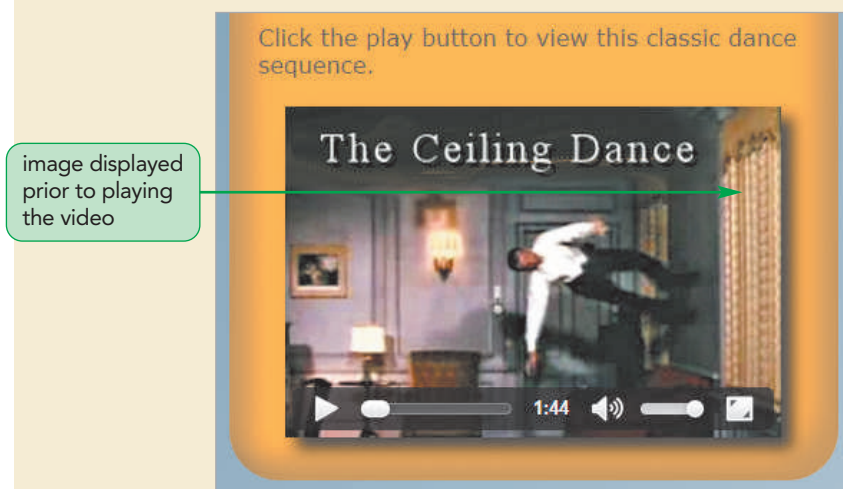 Click the play button to view this classic dance
sequence.
The Ceiling Dance
image displayed
prior to playing
the video
1:44